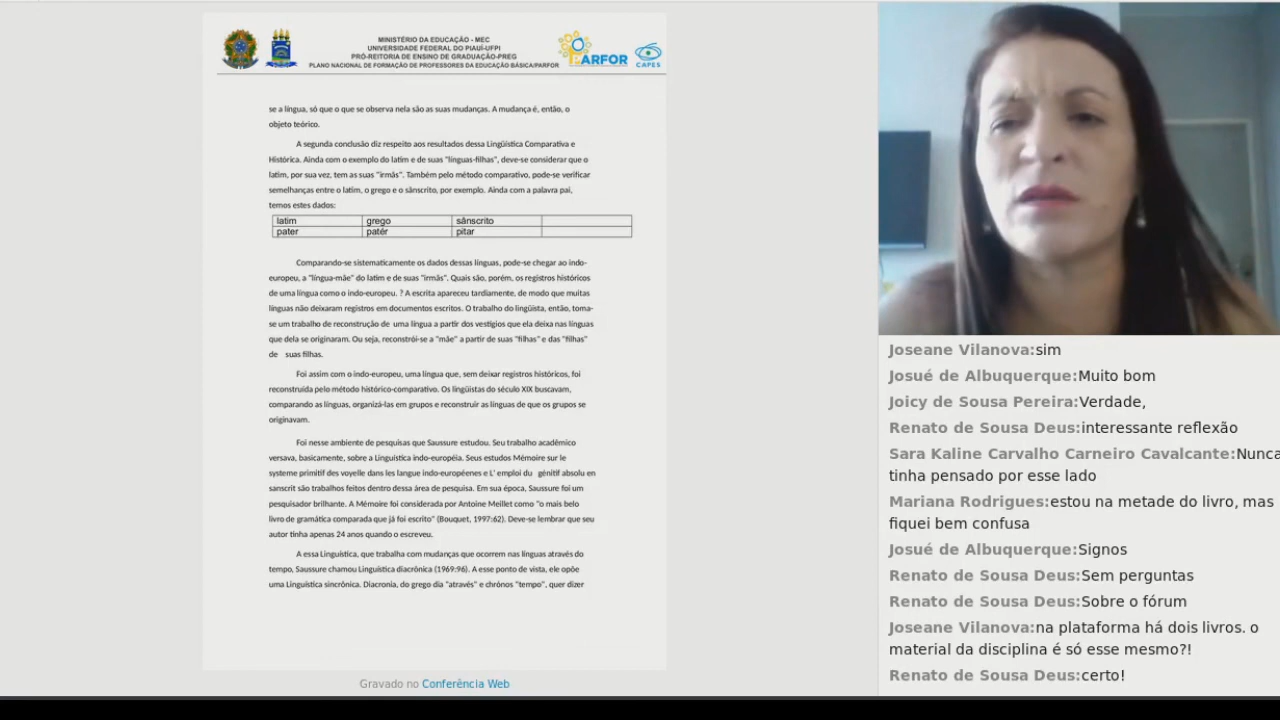 MINISTÉRIO DA EDUCAÇÃO - MEC
UNIVERSIDADE FEDERAL DO PIAUÍ-UFPI
PRÓ-REITORIA DE ENSINO DE GRADUAÇÃO-PREG
PLANO NACIONAL DE FORMAÇÃO DE PROFESSORES DA EDUCAÇÃO BÁSICA/PARFOR
PARFOR
CAPES
se a língua, só que o que se observa nela são as suas mudanças. A mudança é, então, o
objeto teórico.
A segunda conclusão diz respeito aos resultados dessa Lingüística Comparativa e
Histórica. Ainda com o exemplo do latim e de suas "línguas-filhas", deve-se considerar que o
latim, por sua vez, tem as suas "irmãs". Também pelo método comparativo, pode-se verificar
semelhanças entre o latim, o grego e o sânscrito, por exemplo. Ainda com a palavra pai,
temos estes dados:
latim grego sânscrito
pater patér pitar
Comparando-se sistematicamente os dados dessas línguas, pode-se chegar ao indo-
europeu, a "língua-mãe" do latim e de suas "irmãs". Quais são, porém, os registros históricos
de uma língua como o indo-europeu. ? A escrita apareceu tardiamente, de modo que muitas
línguas não deixaram registros em documentos escritos. O trabalho do lingüista, então, torna-
se um trabalho de reconstrução de uma língua a partir dos vestígios que ela deixa nas línguas
que dela se originaram. Ou seja, reconstrói-se a "mãe" a partir de suas "filhas" e das "filhas"
de suas filhas.
Foi assim com o indo-europeu, uma língua que, sem deixar registros históricos, foi
reconstruída pelo método histórico-comparativo. Os lingüistas do século XIX buscavam,
comparando as línguas, organizá-las em grupos e reconstruir as línguas de que os grupos se
originavam.
Foi nesse ambiente de pesquisas que Saussure estudou. Seu trabalho acadêmico
versava, basicamente, sobre a Linguística indo-européia. Seus estudos Mémoire sur le
systeme primitif des voyelle dans les langue indo-européenes e L' emploi du génitif absolu en
sanscrit são trabalhos feitos dentro dessa área de pesquisa. Em sua época, Saussure foi um
pesquisador brilhante. A Mémoire foi considerada por Antoine Meillet como "o mais belo
livro de gramática comparada que já foi escrito" (Bouquet, 1997:62). Deve-se lembrar que seu
autor tinha apenas 24 anos quando o escreveu.
A essa Linguística, que trabalha com mudanças que ocorrem nas línguas através do
tempo, Saussure chamou Linguística diacrônica (1969:96). A esse ponto de vista, ele opõe
uma Linguística sincrônica. Diacronia, do grego dia "através" e chrónos "tempo", quer dizer
Gravado no Conferência Web
Joseane Vilanova:sim
Josué de Albuquerque:Muito bom
Joicy de Sousa Pereira:Verdade,
Renato de Sousa Deus:interessante reflexão
Sara Kaline Carvalho Carneiro Cavalcante:Nunca
tinha pensado por esse lado
Mariana Rodrigues:estou na metade do livro, mas
fiquei bem confusa
Josué de Albuquerque:Signos
Renato de Sousa Deus:Sem perguntas
Renato de Sousa Deus:Sobre o fórum
Joseane Vilanova:na plataforma há dois livros. o
material da disciplina é só esse mesmo?!
Renato de Sousa Deus:certo!